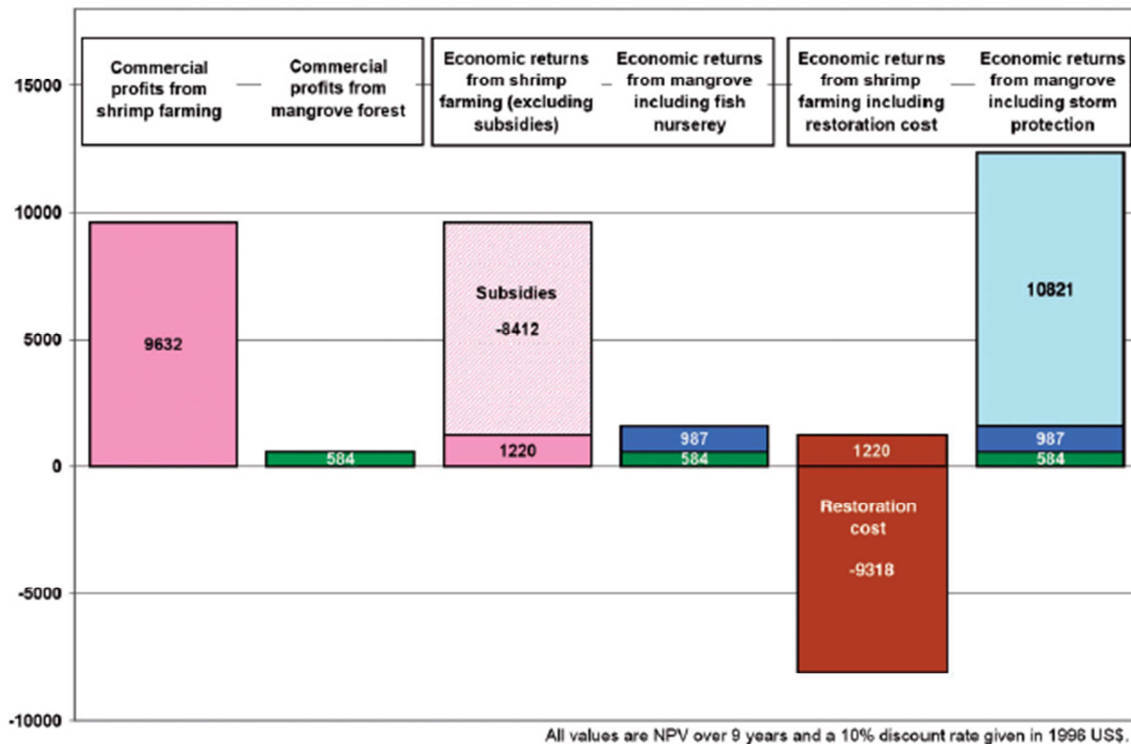 Commercial
profits from
shrimp farming
Commercial
profits from
mangrove forest
Economic returns
from shrimp
farming (excluding
subsidies)
Economic returns
from mangrove
including fish
nurserey
Economic returns
from shrimp
farming including
restoration cost
Economic returns
from mangrove
including storm
protection
15000
10000
5000
0
-5000
-10000
9632
584
Subsidies
-8412
1220
987
584
1220
Restoration
cost
-9318
10821
987
584
All values are NPV over 9 years and a 10% discount rate given in 1996 US$.